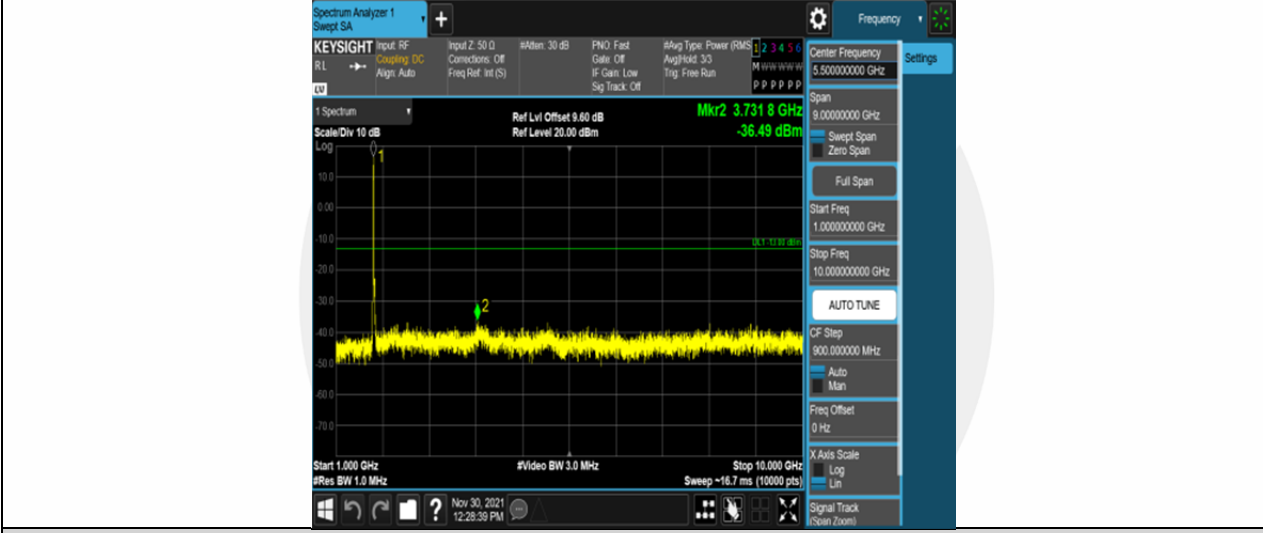 Spectrum Analyzer 1
Swept SA
+
Frequency
KEYSIGHT
RL
LXI
Input: RF
Coupling: DC
Align: Auto
Input Z: 50 Ω
Corrections: Off
Freq Ref: Int (S)
#Atten: 30 dB
PNO: Fast
Gate: Off
IF Gain: Low
Sig Track: Off
#Avg Type: Power (RMS
Avg|Hold: 3/3
Trig: Free Run
1 2 3 4 5 6
M W W W W W
P P P P P P
Center Frequency
5.500000000 GHz
Settings
Span
9.00000000 GHz
Swept Span
Zero Span
Full Span
Start Freq
1.000000000 GHz
Stop Freq
10.000000000 GHz
AUTO TUNE
CF Step
900.000000 MHz
Auto
Man
Freq Offset
0 Hz
X Axis Scale
Log
Lin
Signal Track
(Span Zoom)
1 Spectrum
Scale/Div 10 dB
Log
Ref Lvl Offset 9.60 dB
Ref Level 20.00 dBm
Mkr2 3.731 8 GHz
-36.49 dBm
1
10.0
0.00
-10.0
DL1 -13.00 dBm
-20.0
-30.0
2
-40.0
-50.0
-60.0
-70.0
Start 1.000 GHz
#Video BW 3.0 MHz
Stop 10.000 GHz
#Res BW 1.0 MHz
Sweep ~16.7 ms (10000 pts)
?
Nov 30, 2021
12:28:39 PM